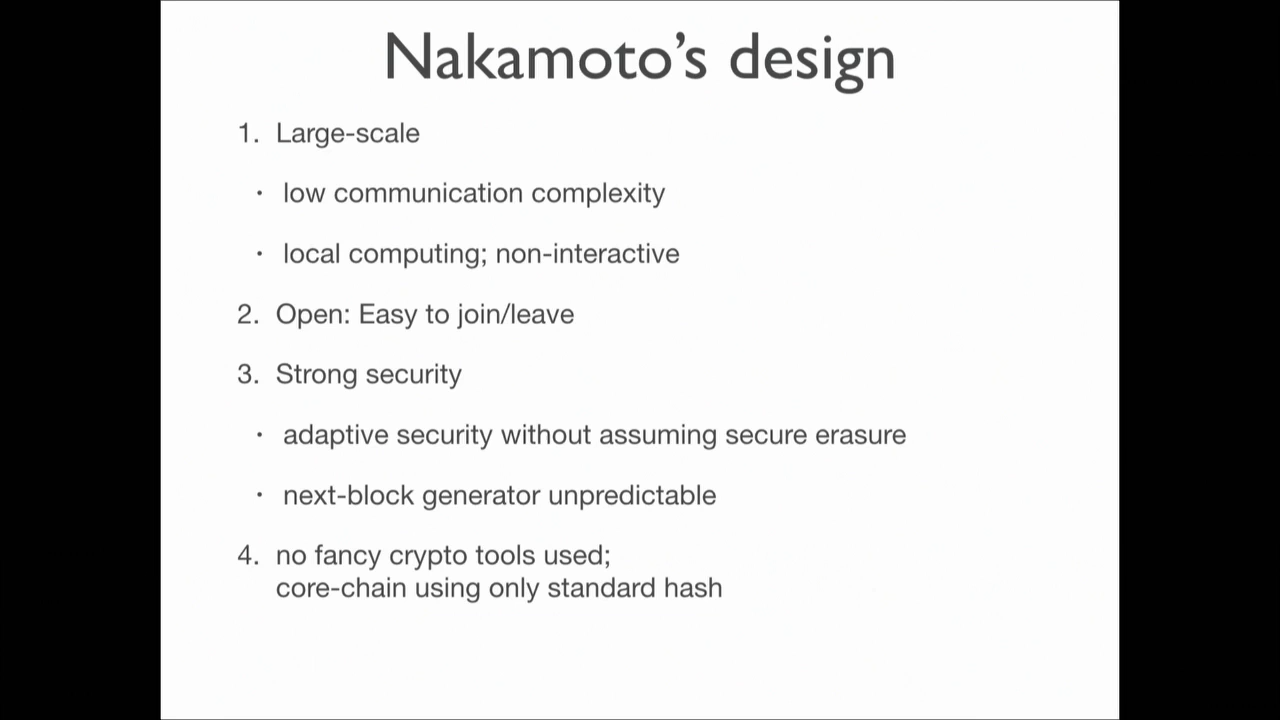 Nakamoto’s design
1. Large-scale
· low communication complexity
· local computing; non-interactive
2. Open: Easy to join/leave
3. Strong security
· adaptive security without assuming secure erasure
· next-block generator unpredictable
4. no fancy crypto tools used;
core-chain using only standard hash